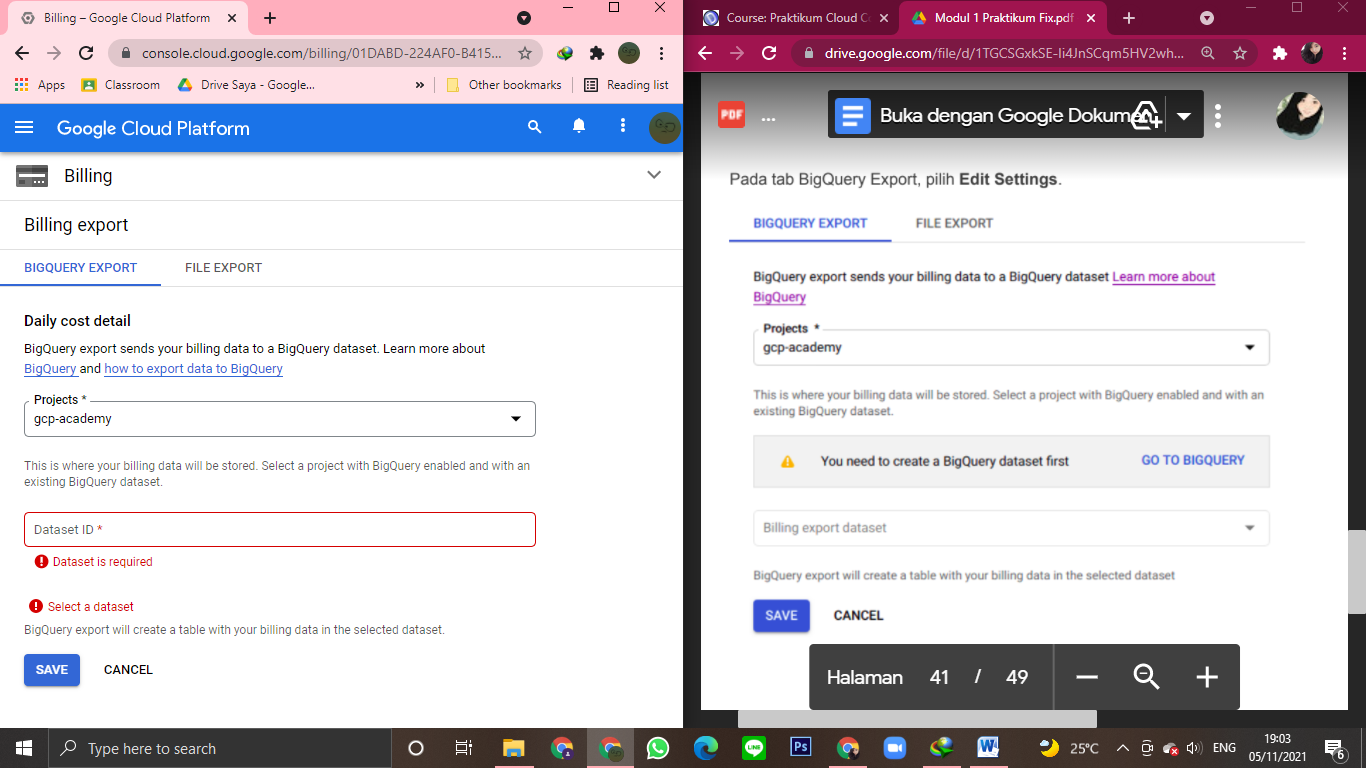 Billing – Google Cloud Platform
console.cloud.google.com/billing/01DABD-224AF0-B415...
Apps
Classroom
Drive Saya - Google...
»
Other bookmarks
Reading list
Google Cloud Platform
Billing
Billing export
BIGQUERY EXPORT
FILE EXPORT
Daily cost detail
BigQuery export sends your billing data to a BigQuery dataset. Learn more about
BigQuery and how to export data to BigQuery
Projects *
gcp-academy
This is where your billing data will be stored. Select a project with BigQuery enabled and with an
existing BigQuery dataset.
Dataset ID *
Dataset is required
Select a dataset
BigQuery export will create a table with your billing data in the selected dataset.
SAVE
CANCEL
Course: Praktikum Cloud C
Modul 1 Praktikum Fix.pdf
drive.google.com/file/d/1TGCSGxkSE-Ii4JnSCqm5HV2wh...
PDF
...
Buka dengan Google Dokumen
Pada tab BigQuery Export, pilih Edit Settings.
BIGQUERY EXPORT
FILE EXPORT
BigQuery export sends your billing data to a BigQuery dataset Learn more about
BigQuery
Projects *
gcp-academy
This is where your billing data will be stored. Select a project with BigQuery enabled and with an
existing BigQuery dataset.
You need to create a BigQuery dataset first
GO TO BIGQUERY
Billing export dataset
BigQuery export will create a table with your billing data in the selected dataset
SAVE
CANCEL
Halaman 41 / 49
Type here to search
LINE
Ps
W
25°C
ENG
19:03
05/11/2021
6